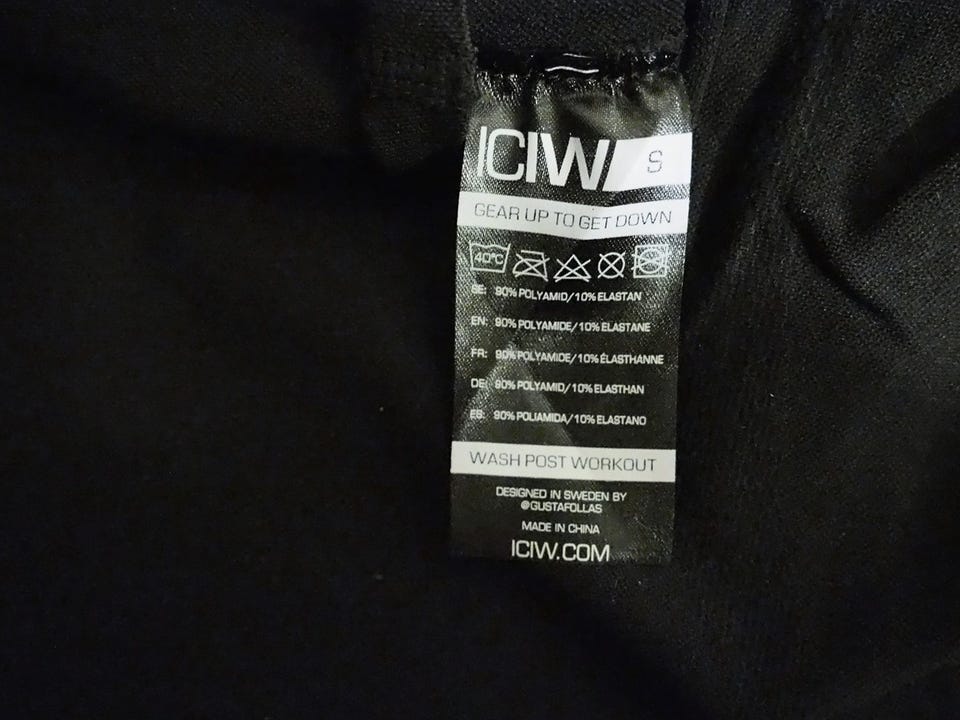 ICIW S
GEAR UP TO GET DOWN
40°C
SE: 90% POLYAMID/10% ELASTAN
EN: 90% POLYAMIDE/10% ELASTANE
FR: 90% POLYAMIDE/10% ÉLASTHANNE
DE: 90% POLYAMID/10% ELASTHAN
ES: 90% POLIAMIDA/10% ELASTANO
WASH POST WORKOUT
DESIGNED IN SWEDEN BY
@GUSTAFOLLAS
MADE IN CHINA
ICIW.COM